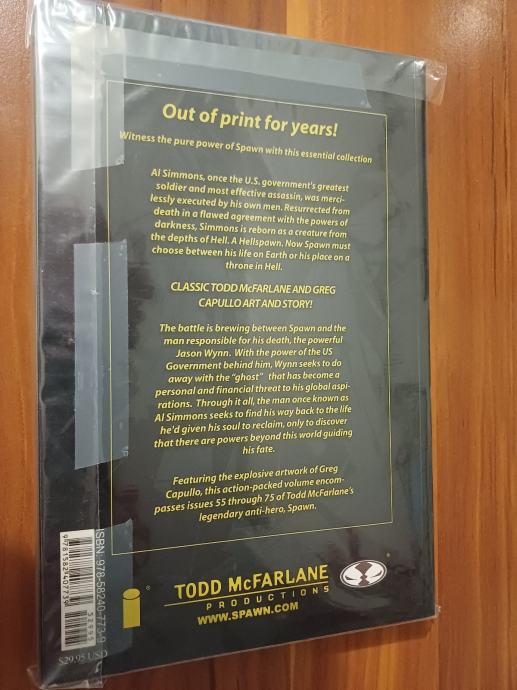 Out of print for years!
Witness the pure power of Spawn with this essential collection
Al Simmons, once the U.S. government's greatest
soldier and most effective assassin, was merci-
lessly executed by his own men. Resurrected from
death in a flawed agreement with the powers of
darkness, Simmons is reborn as a creature from
the depths of Hell. A Hellspawn. Now Spawn must
choose between his life on Earth or his place on a
throne in Hell.
CLASSIC TODD McFARLANE AND GREG
CAPULLO ART AND STORY!
The battle is brewing between Spawn and the
man responsible for his death, the powerful
Jason Wynn. With the power of the US
Government behind him, Wynn seeks to do
away with the "ghost" that has become a
personal and financial threat to his global aspi-
rations. Through it all, the man once known as
Al Simmons seeks to find his way back to the life
he'd given his soul to reclaim, only to discover
that there are powers beyond this world guiding
his fate.
Featuring the explosive artwork of Greg
Capullo, this action-packed volume encom-
passes issues 55 through 75 of Todd McFarlane's
legendary anti-hero, Spawn.
ISBN: 978-58240-773-9
9781582407739
52995
$29.95 USD
TODD McFARLANE
PRODUCTIONS
WWW.SPAWN.COM